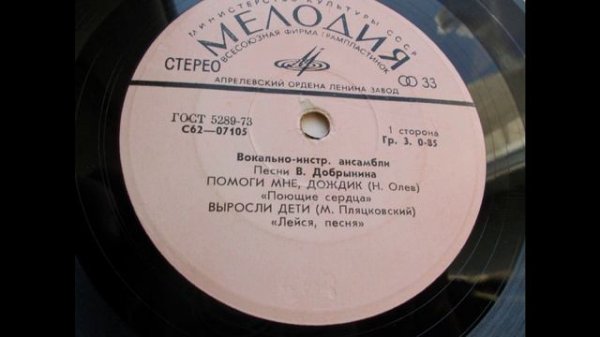 МИНИСТЕРСТВО КУЛЬТУРЫ СССР
МЕЛОДИЯ
ВСЕСОЮЗНАЯ ФИРМА ГРАМПЛАСТИНОК
СТЕРЕО
33
АПРЕЛЕВСКИЙ ОРДЕНА ЛЕНИНА ЗАВОД
ГОСТ 5289-73
С62—07105
1 сторона
Гр. 3. 0-85
Вокально-инстр. ансамбли
Песни В. Добрынина
ПОМОГИ МНЕ, ДОЖДИК (Н. Олев)
«Поющие сердца»
ВЫРОСЛИ ДЕТИ (М. Пляцковский)
«Лейся, песня»